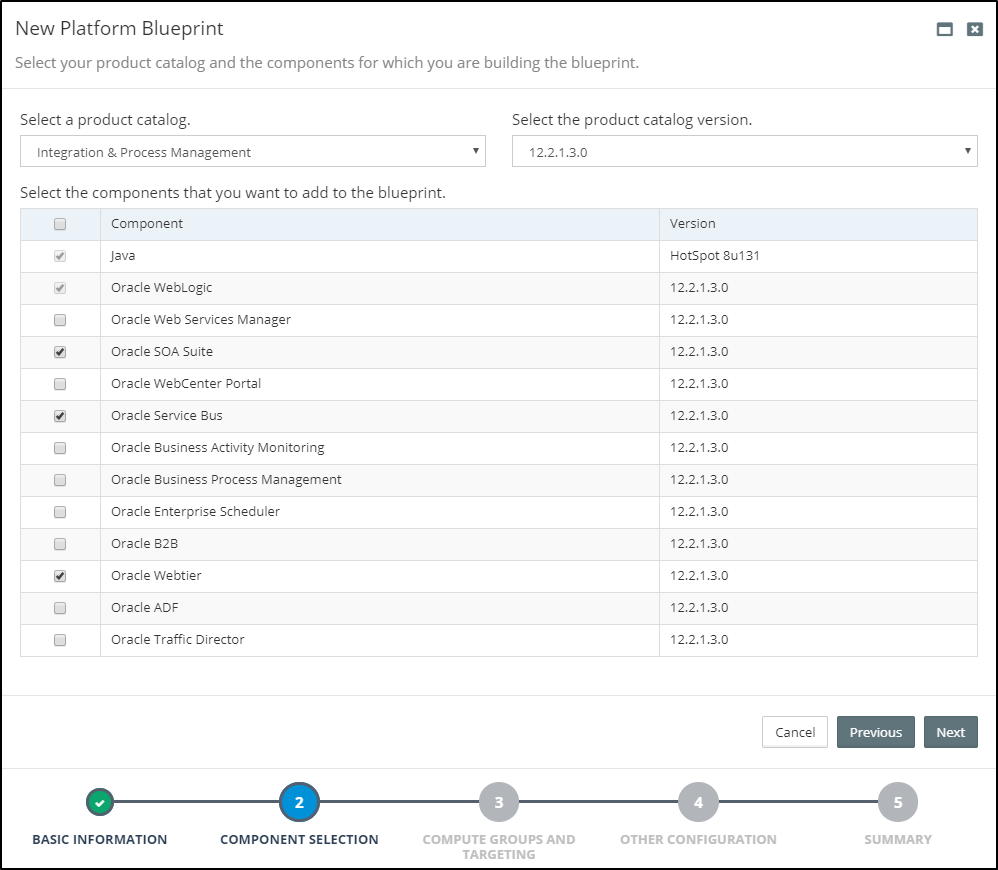 New Platform Blueprint
Select your product catalog and the components for which you are building the blueprint.
Select a product catalog.
Select the product catalog version.
Integration & Process Management
12.2.1.3.0
Select the components that you want to add to the blueprint.
Component Version
Java HotSpot 8u131
Oracle WebLogic 12.2.1.3.0
Oracle Web Services Manager 12.2.1.3.0
Oracle SOA Suite 12.2.1.3.0
Oracle WebCenter Portal 12.2.1.3.0
Oracle Service Bus 12.2.1.3.0
Oracle Business Activity Monitoring 12.2.1.3.0
Oracle Business Process Management 12.2.1.3.0
Oracle Enterprise Scheduler 12.2.1.3.0
Oracle B2B 12.2.1.3.0
Oracle Webtier 12.2.1.3.0
Oracle ADF 12.2.1.3.0
Oracle Traffic Director 12.2.1.3.0
Cancel Previous Next
2 3 4 5
BASIC INFORMATION
COMPONENT SELECTION
COMPUTE GROUPS AND
TARGETING
OTHER CONFIGURATION
SUMMARY